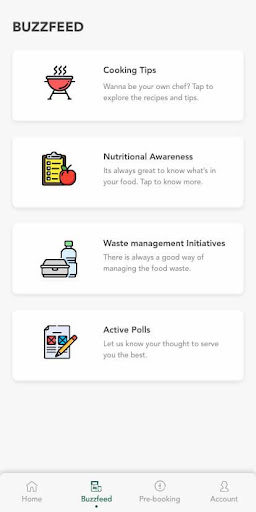 BUZZFEED
Cooking Tips
Wanna be your own chef? Tap to
explore the recipes and tips.
Nutritional Awareness
Its always great to know what's in
your food. Tap to know more.
Waste management Initiatives
There is always a good way of
managing the food waste.
Active Polls
Let us know your thought to serve
you the best.
Home Buzzfeed Pre-booking Account